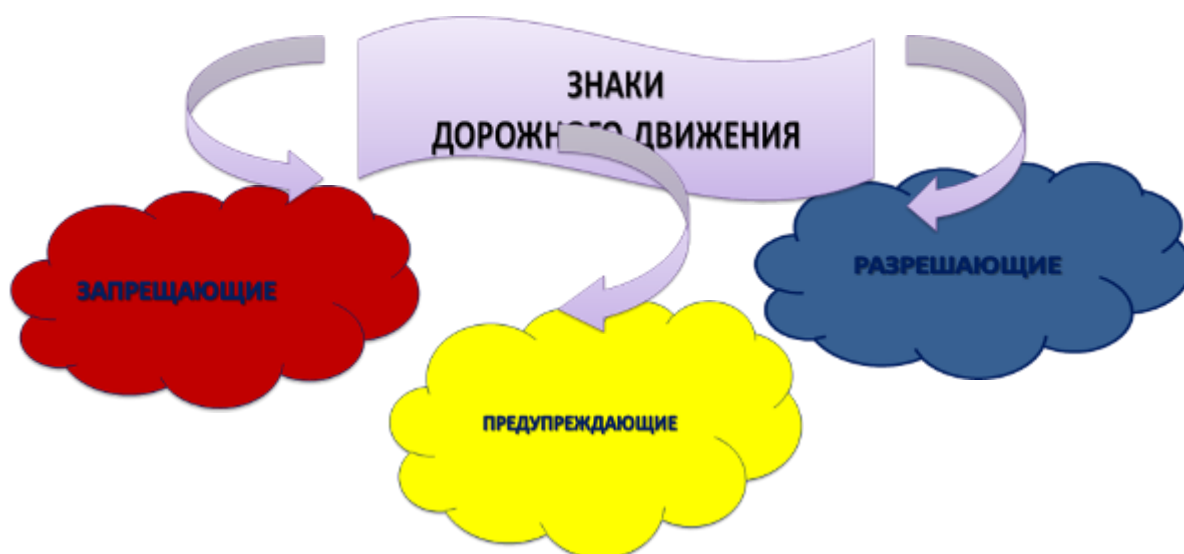 ЗНАКИ
ДОРОЖНОГО ДВИЖЕНИЯ
ЗАПРЕЩАЮЩИЕ
РАЗРЕШАЮЩИЕ
ПРЕДУПРЕЖДАЮЩИЕ